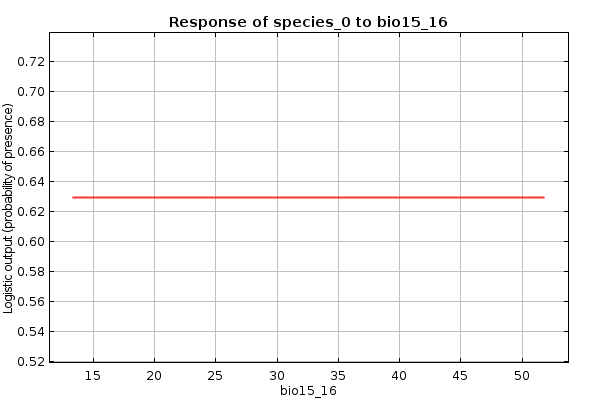 Response of species_0 to bio15_16
Logistic output (probability of presence)
0.72
0.70
0.68
0.66
0.64
0.62
0.60
0.58
0.56
0.54
0.52
15 20 25 30 35 40 45 50
bio15_16